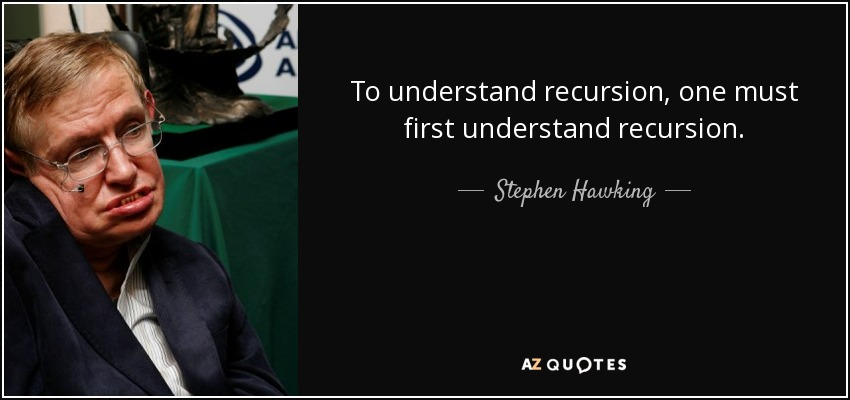 A
A
To understand recursion, one must
first understand recursion.
Stephen Hawking
AZ QUOTES